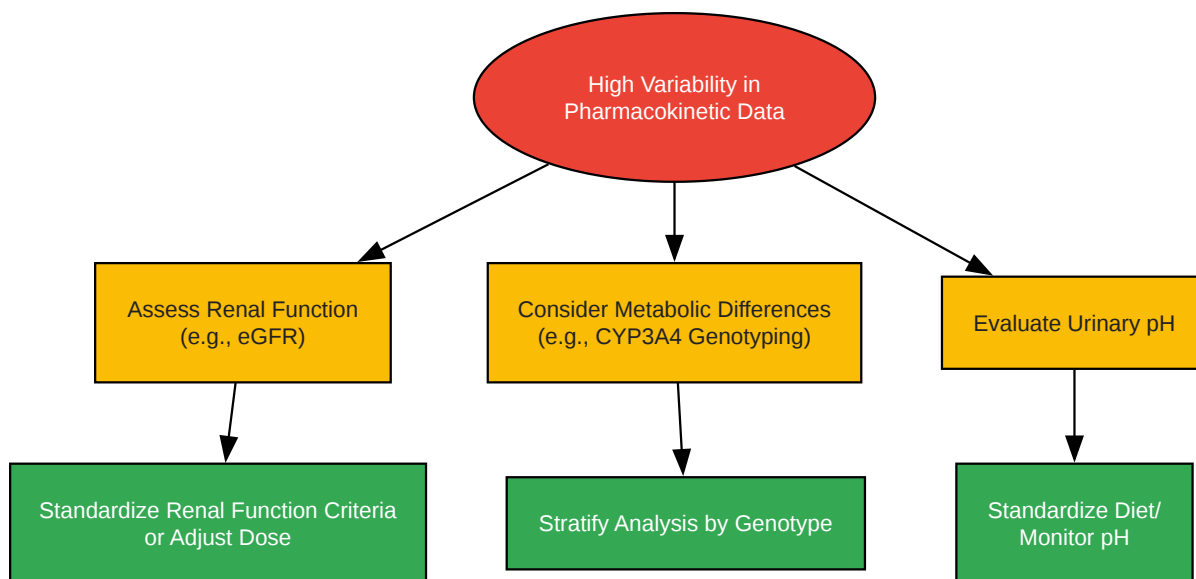 High Variability in
Pharmacokinetic Data
Assess Renal Function
(e.g., eGFR)
Consider Metabolic Differences
(e.g., CYP3A4 Genotyping)
Evaluate Urinary pH
Standardize Renal Function Criteria
or Adjust Dose
Stratify Analysis by Genotype
Standardize Diet/
Monitor pH